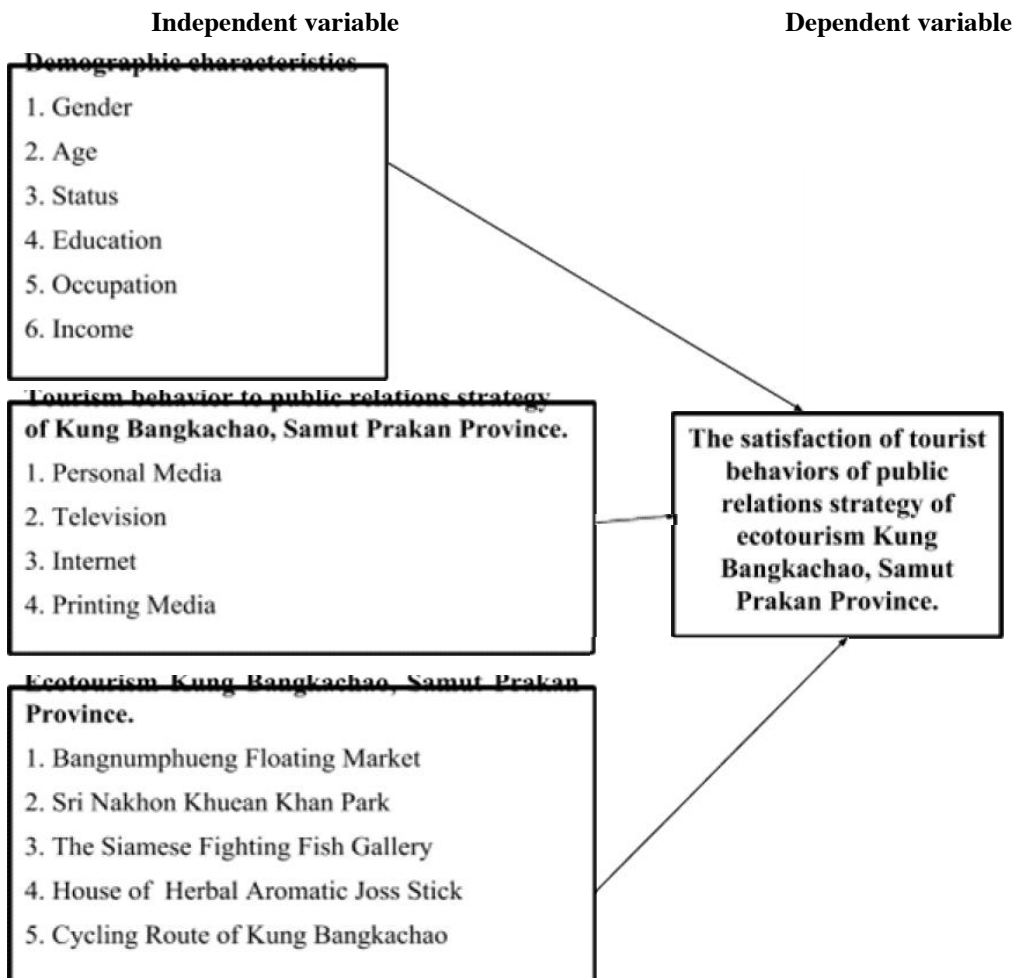 Independent variable
Dependent variable
Demographic characteristics
1. Gender
2. Age
3. Status
4. Education
5. Occupation
6. Income
Tourism behavior to public relations strategy
of Kung Bangkachao, Samut Prakan Province.
1. Personal Media
2. Television
3. Internet
4. Printing Media
Ecotourism Kung Bangkachao, Samut Prakan
Province.
1. Bangnumphueng Floating Market
2. Sri Nakhon Khuean Khan Park
3. The Siamese Fighting Fish Gallery
4. House of Herbal Aromatic Joss Stick
5. Cycling Route of Kung Bangkachao
The satisfaction of tourist
behaviors of public
relations strategy of
ecotourism Kung
Bangkachao, Samut
Prakan Province.